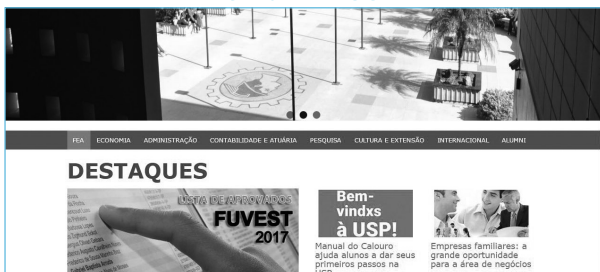 FEA ECONOMIA ADMINISTRAÇÃO CONTABILIDADE E ATUÁRIA PESQUISA CULTURA E EXTENSÃO INTERNACIONAL ALUMNI
DESTAQUES
LISTA DE APROVADOS
FUVEST
2017
Bem-
vindxs
à USP!
Manual do Calouro
ajuda alunos a dar seus
primeiros passos na
USP
Empresas familiares: a
grande oportunidade
para a área de negócios